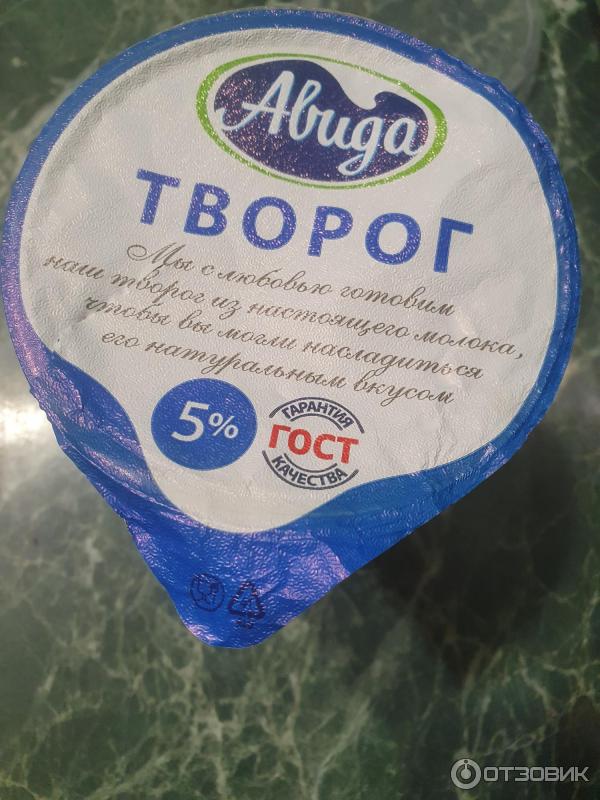 Авида
ТВОРОГ
Мы с любовью готовим
наш творог из настоящего молока,
чтобы вы могли насладиться
его натуральным вкусом
5%
ГАРАНТИЯ
ГОСТ
КАЧЕСТВА
ОТЗОВИК